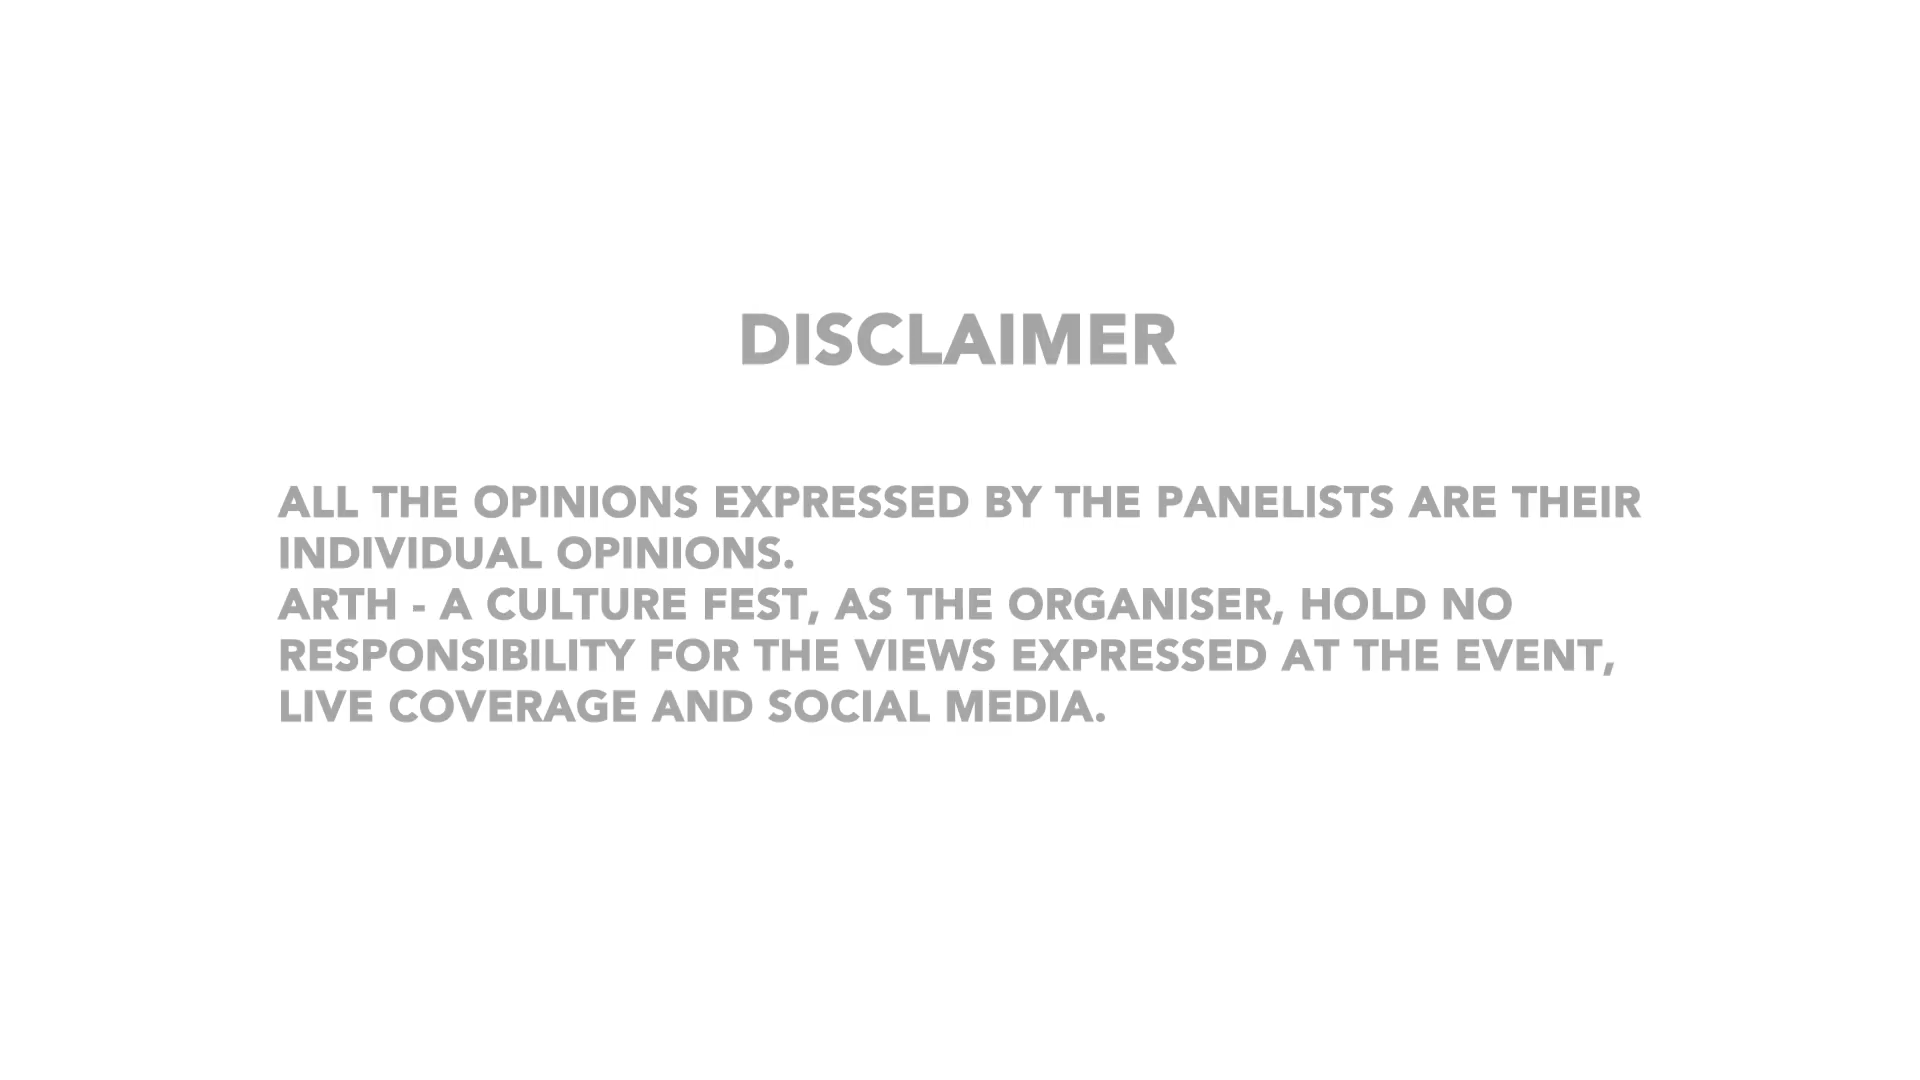 DISCLAIMER
ALL THE OPINIONS EXPRESSED BY THE PANELISTS ARE THEIR
INDIVIDUAL OPINIONS.
ARTH - A CULTURE FEST, AS THE ORGANISER, HOLD NO
RESPONSIBILITY FOR THE VIEWS EXPRESSED AT THE EVENT,
LIVE COVERAGE AND SOCIAL MEDIA.